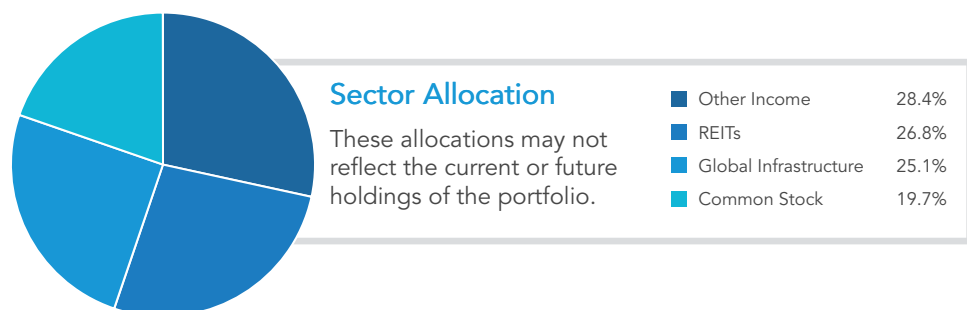 Sector Allocation
These allocations may not
reflect the current or future
holdings of the portfolio.
Other Income 28.4%
REITs 26.8%
Global Infrastructure 25.1%
Common Stock 19.7%